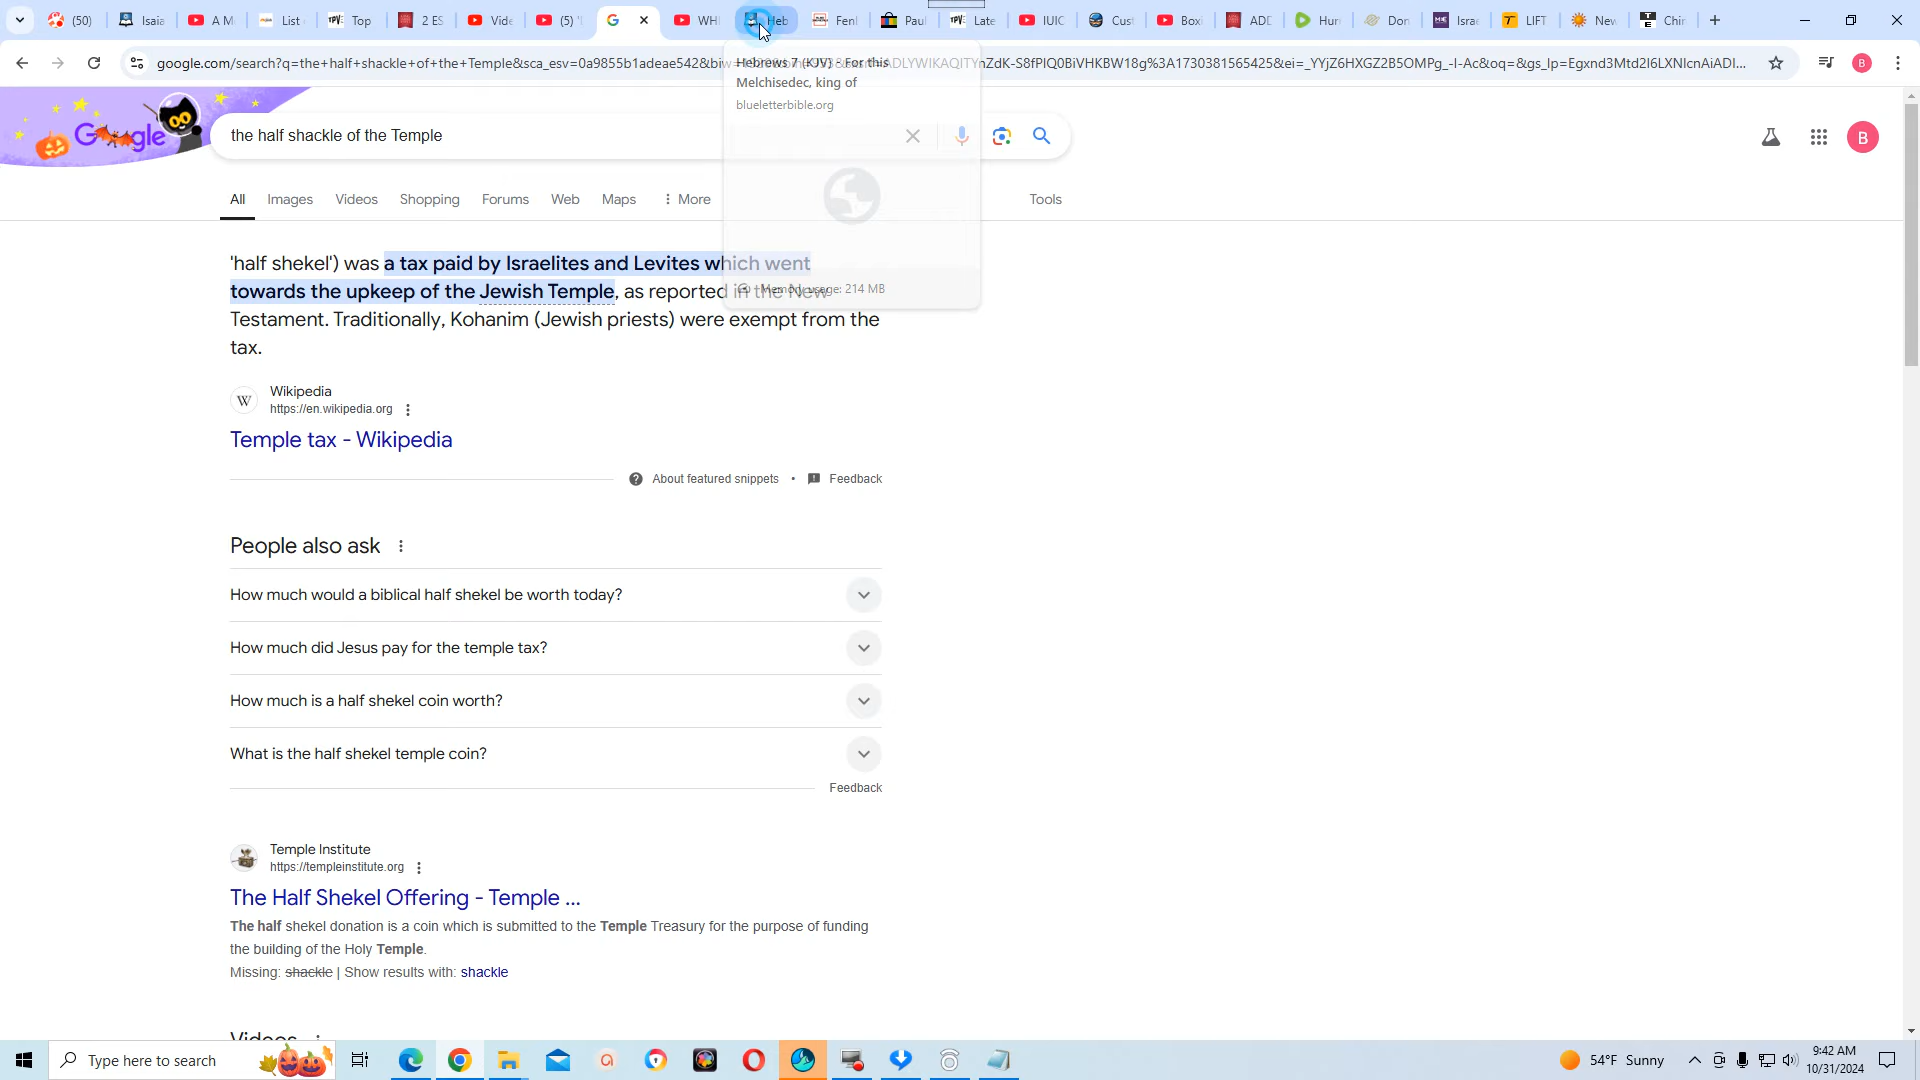 (50)
Isaia
A Mo
List
Top
2 ES
Vide
(5) '
WHI
Heb
Fenl
Paul
Late
IUIC
Cust
Boxi
ADD
Hurr
Don
Israe
LIFT
New
Chir
google.com/search?q=the+half+shackle+of+the+Temple&sca_esv=0a9855b1adeae542&biw=
Hebrews 7 (KJV) - For this
Melchisedec, king of
blueletterbible.org
Memory usage: 214 MB
B
Google
the half shackle of the Temple
B
All
Images
Videos
Shopping
Forums
Web
Maps
More
Tools
'half shekel') was a tax paid by Israelites and Levites which went
towards the upkeep of the Jewish Temple, as reported in the New
Testament. Traditionally, Kohanim (Jewish priests) were exempt from the
tax.
W
Wikipedia
https://en.wikipedia.org
Temple tax - Wikipedia
About featured snippets • Feedback
People also ask
How much would a biblical half shekel be worth today?
How much did Jesus pay for the temple tax?
How much is a half shekel coin worth?
What is the half shekel temple coin?
Feedback
Temple Institute
https://templeinstitute.org
The Half Shekel Offering - Temple ...
The half shekel donation is a coin which is submitted to the Temple Treasury for the purpose of funding
the building of the Holy Temple.
Missing: shackle | Show results with: shackle
Videos
Type here to search
54°F Sunny
9:42 AM
10/31/2024